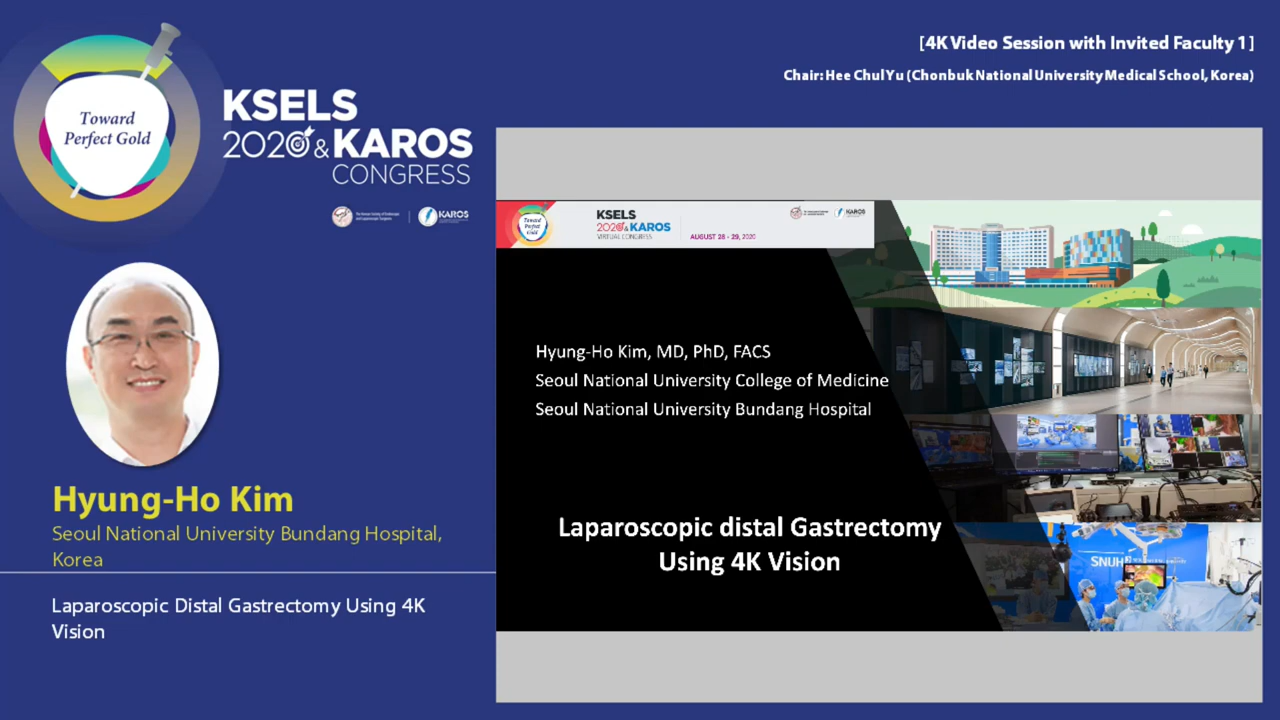 [4K Video Session with Invited Faculty 1]
Chair: Hee Chul Yu (Chonbuk National University Medical School, Korea)
Toward
Perfect Gold
KSELS
2020 & KAROS
CONGRESS
KAROS
Hyung-Ho Kim
Seoul National University Bundang Hospital,
Korea
Laparoscopic Distal Gastrectomy Using 4K
Vision
Toward
Perfect
Gold
KSELS
2020 & KAROS
VIRTUAL CONGRESS
AUGUST 28 - 29, 2020
KAROS
Hyung-Ho Kim, MD, PhD, FACS
Seoul National University College of Medicine
Seoul National University Bundang Hospital
Laparoscopic distal Gastrectomy
Using 4K Vision
SNUH